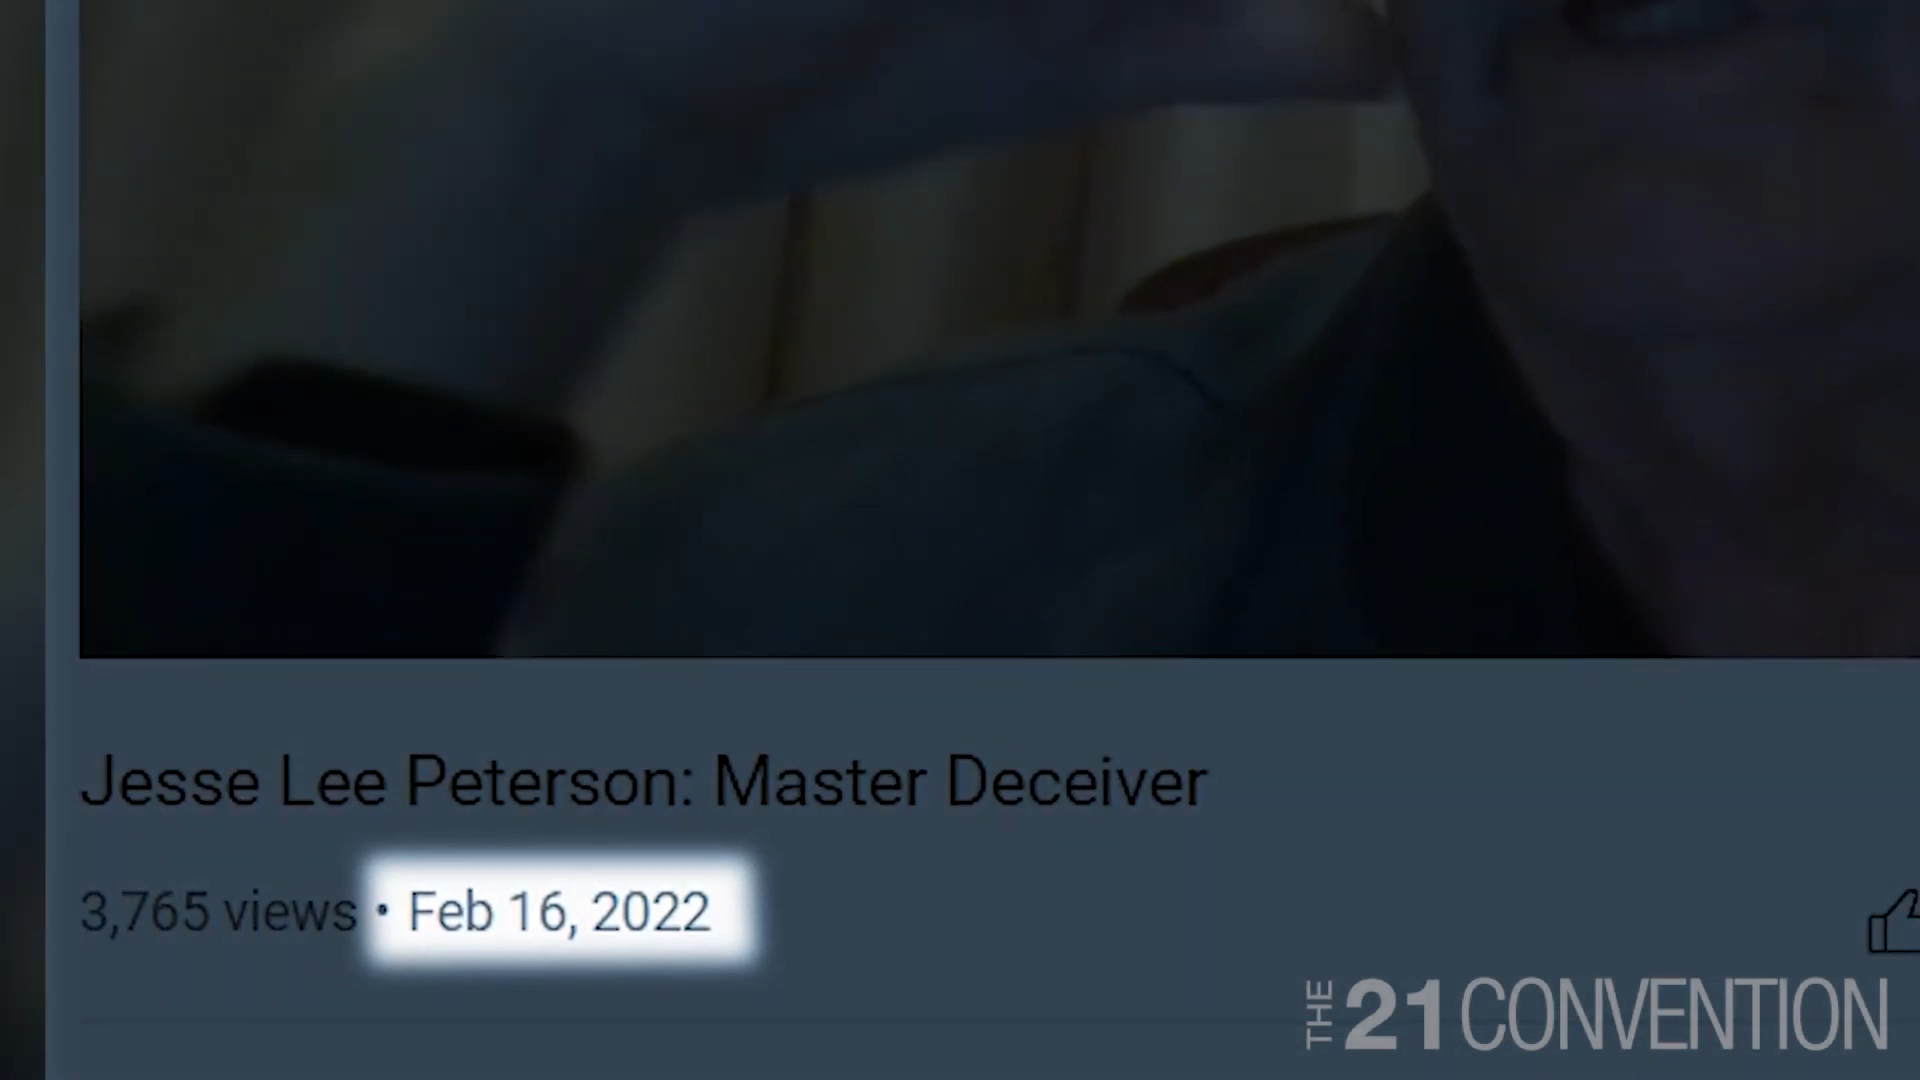 Jesse Lee Peterson: Master Deceiver
3,765 views • Feb 16, 2022
THE 21 CONVENTION